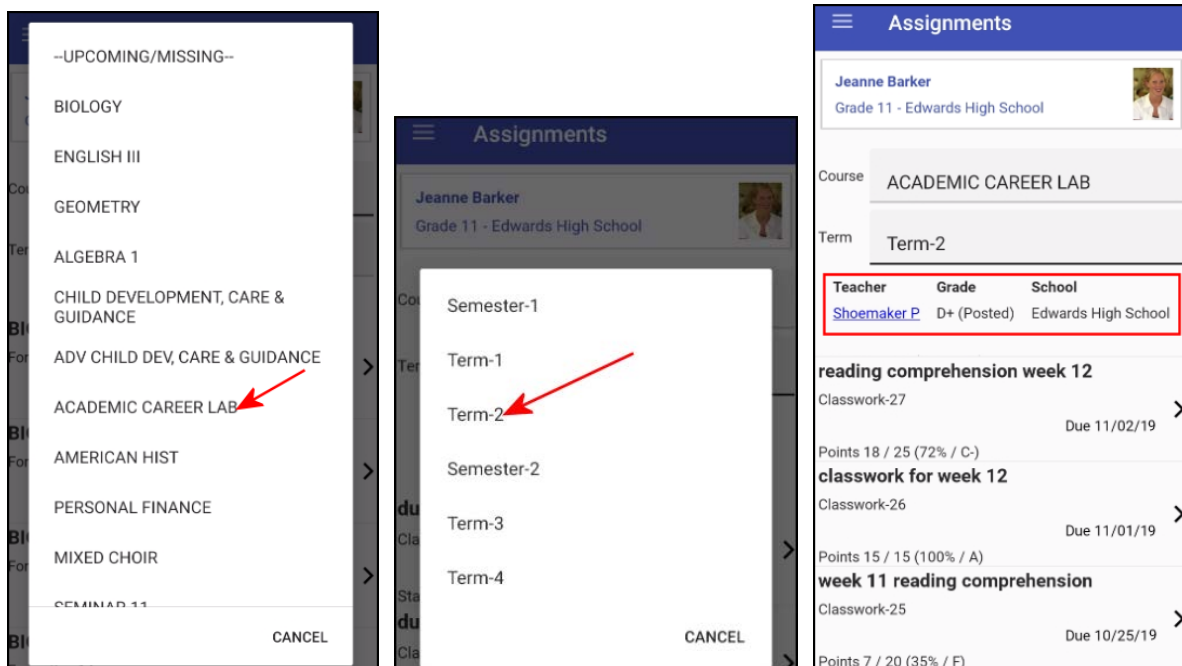 --UPCOMING/MISSING--
BIOLOGY
ENGLISH III
GEOMETRY
ALGEBRA 1
CHILD DEVELOPMENT, CARE &
GUIDANCE
ADV CHILD DEV, CARE & GUIDANCE
ACADEMIC CAREER LAB
AMERICAN HIST
PERSONAL FINANCE
MIXED CHOIR
SEMINAR 11
CANCEL
Assignments
Jeanne Barker
Grade 11 - Edwards High School
Semester-1
Term-1
Term-2
Semester-2
Term-3
Term-4
CANCEL
Assignments
Jeanne Barker
Grade 11 - Edwards High School
Course ACADEMIC CAREER LAB
Term Term-2
Teacher Grade School
Shoemaker P D+ (Posted) Edwards High School
reading comprehension week 12
Classwork-27
Due 11/02/19
Points 18 / 25 (72% / C-)
classwork for week 12
Classwork-26
Due 11/01/19
Points 15 / 15 (100% / A)
week 11 reading comprehension
Classwork-25
Due 10/25/19
Points 7 / 20 (35% / F)